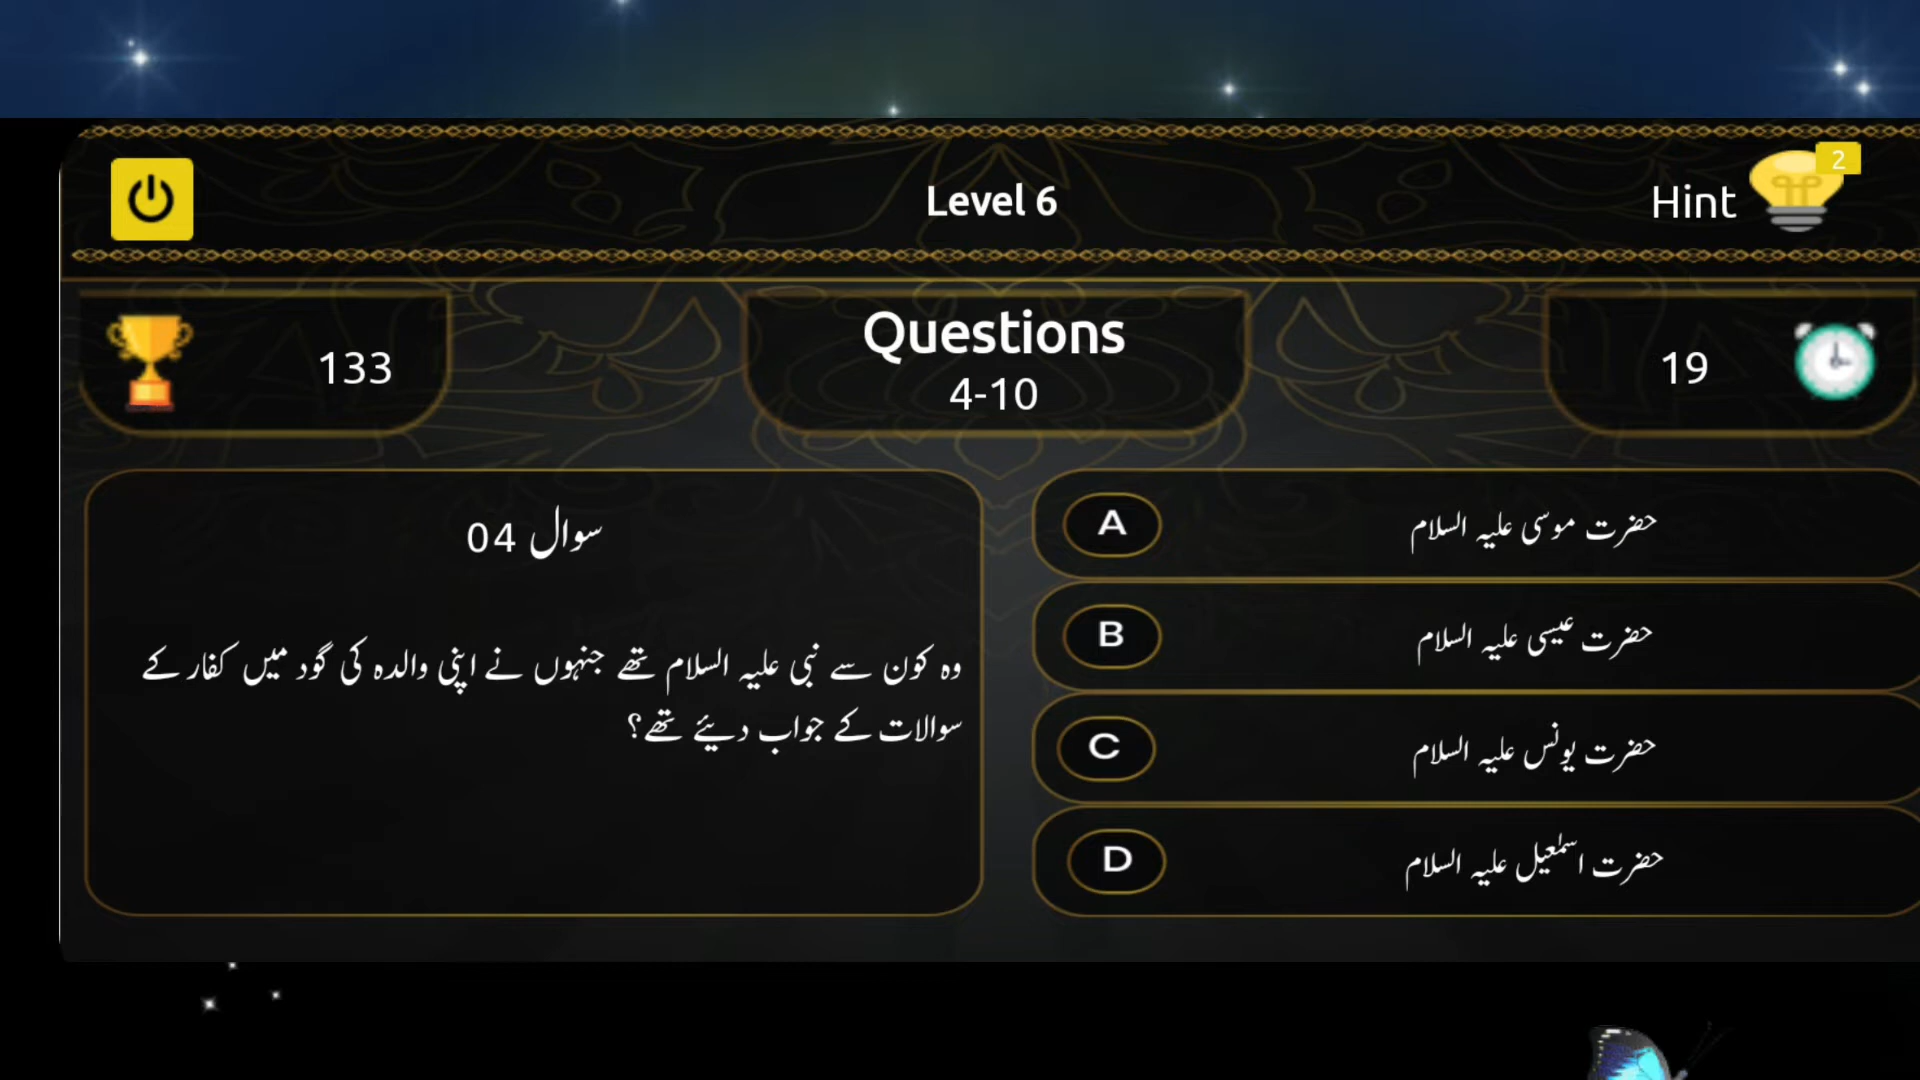 Level 6
Hint
2
133
Questions
4-10
19
سوال 04
وہ کون سے نبی علیہ السلام تھے جنہوں نے اپنی والدہ کی گود میں کفار کے
سوالات کے جواب دیئے تھے؟
A حضرت موسی علیہ السلام
B حضرت عیسی علیہ السلام
C حضرت یونس علیہ السلام
D حضرت اسمٰعیل علیہ السلام